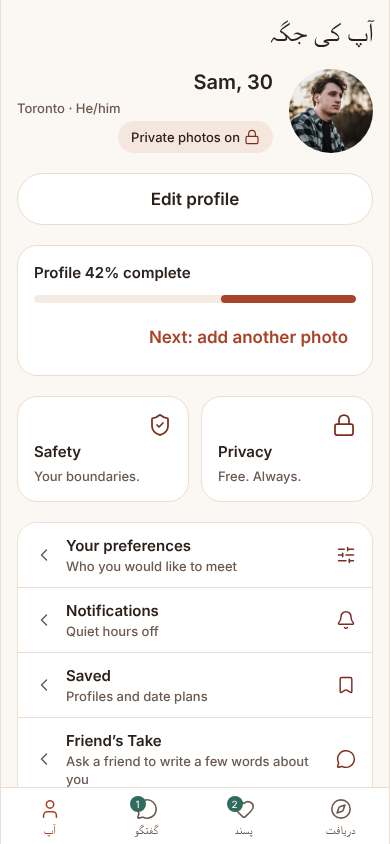 آپ کی جگہ
Sam, 30
Toronto · He/him
Private photos on
Edit profile
Profile 42% complete
Next: add another photo
Safety
Your boundaries.
Privacy
Free. Always.
Your preferences
Who you would like to meet
Notifications
Quiet hours off
Saved
Profiles and date plans
Friend’s Take
Ask a friend to write a few words about
you
دریافت
2
پسند
1
گفتگو
آپ